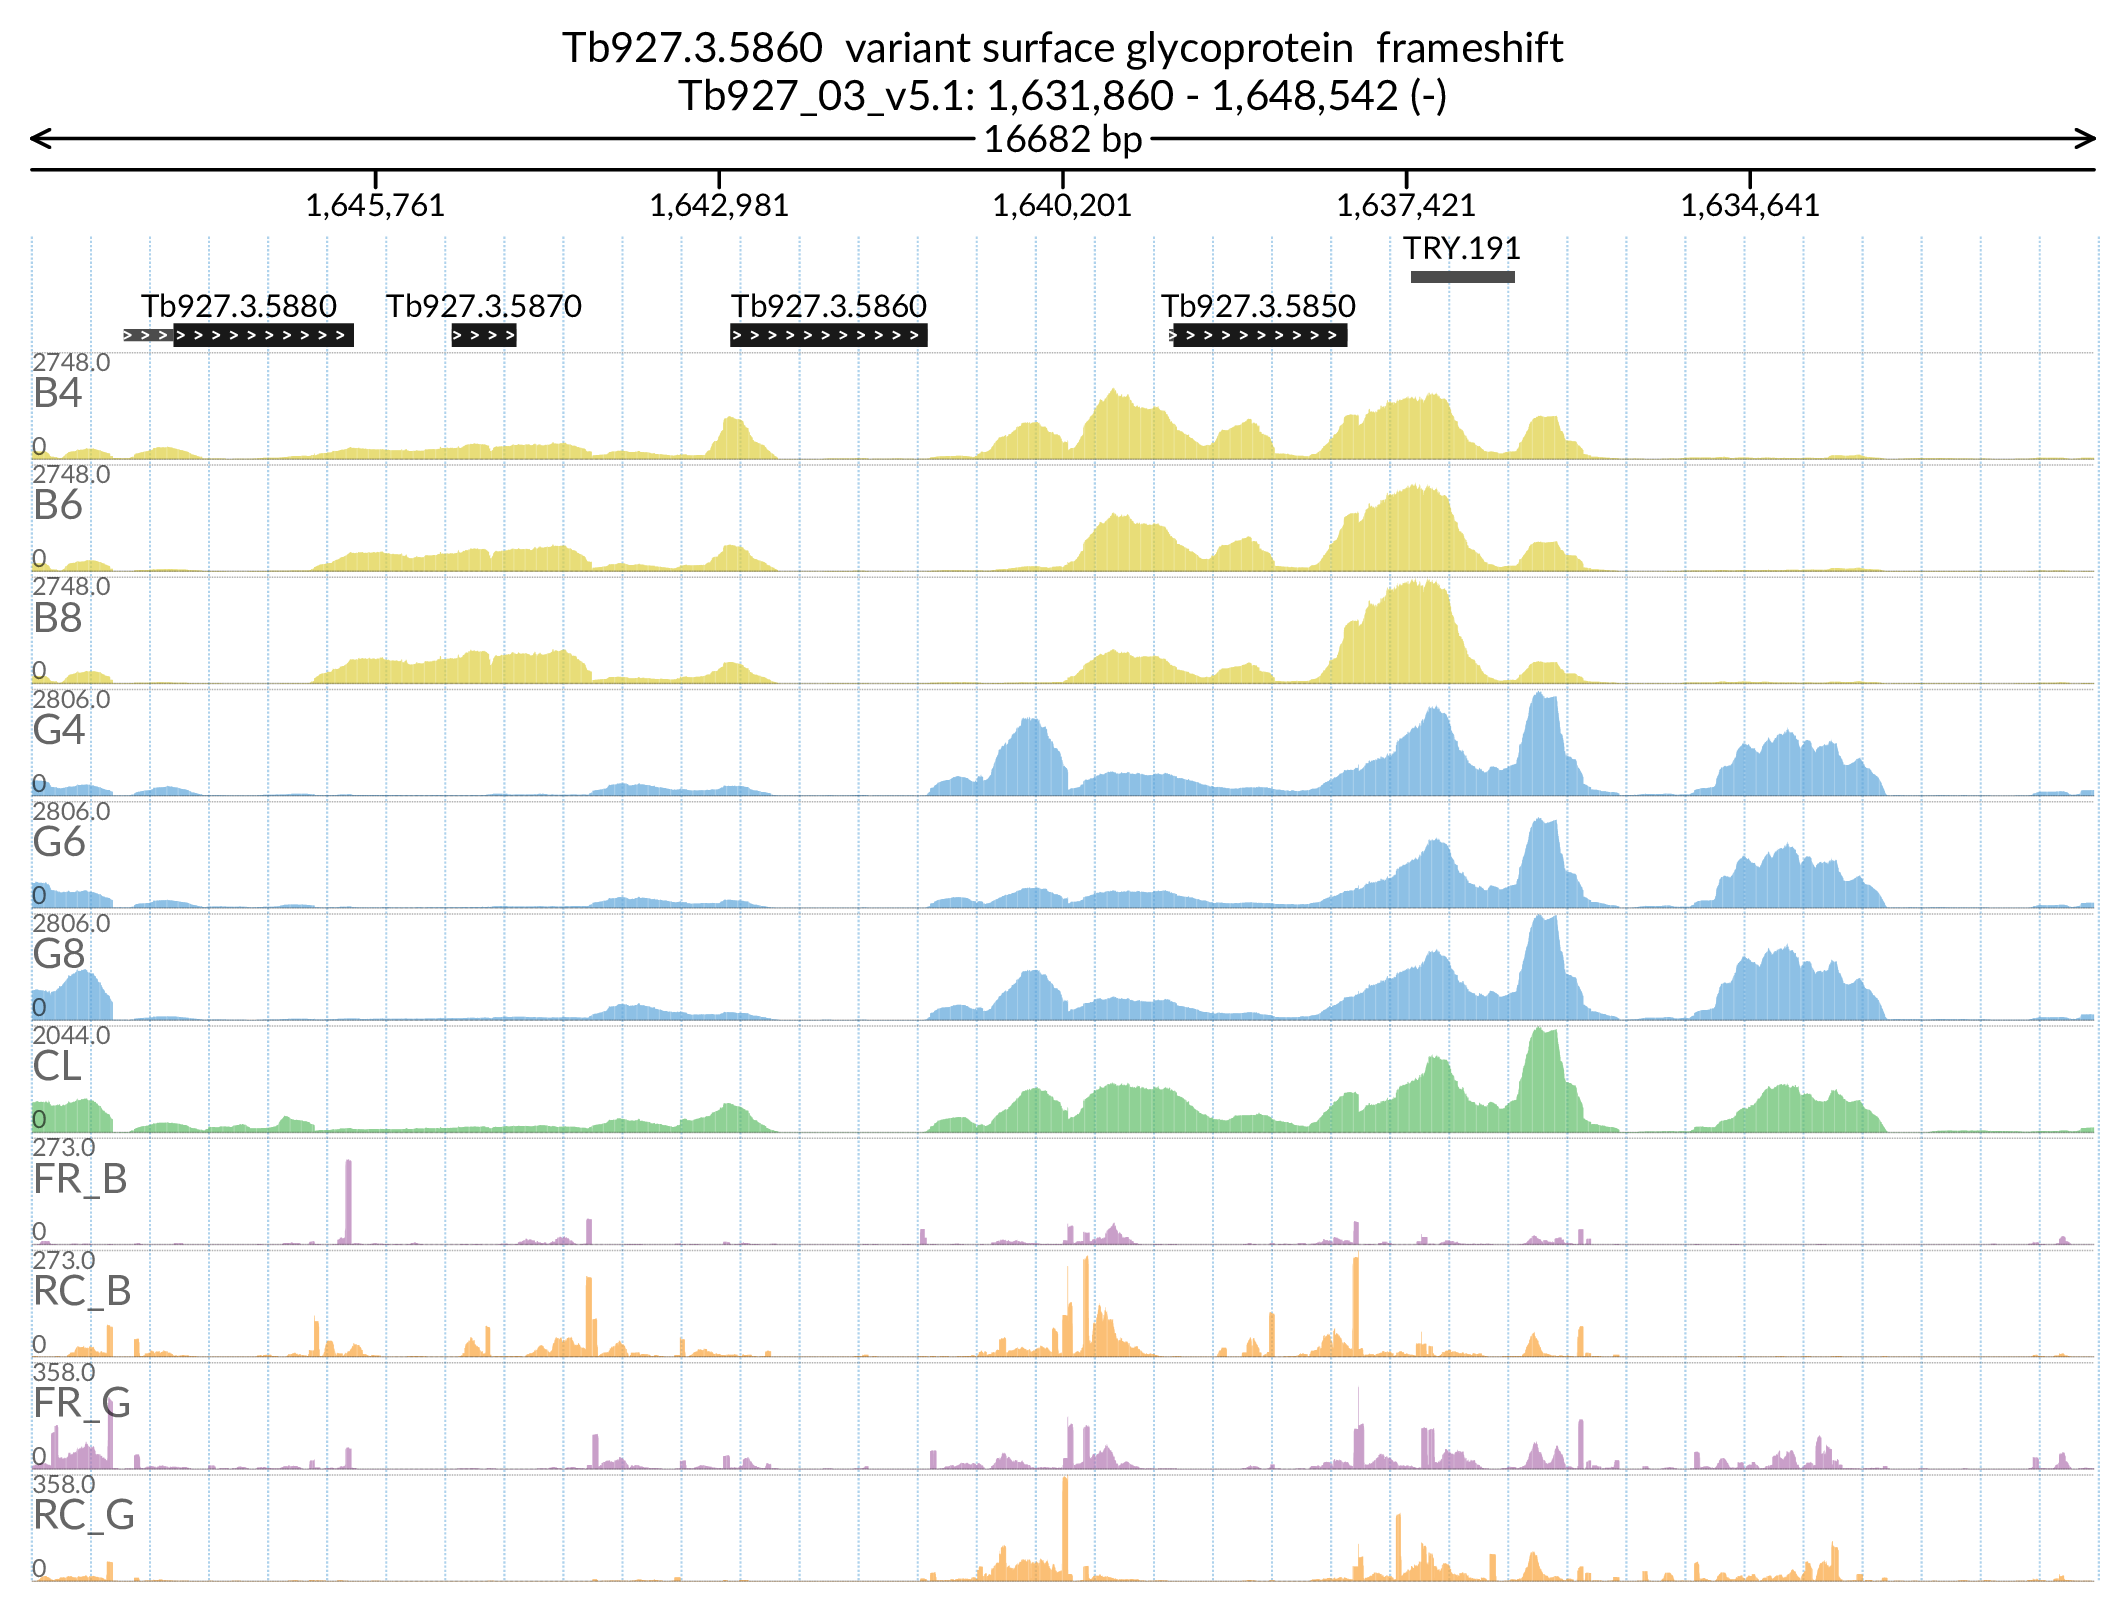 Tb927.3.5860  variant surface glycoprotein  frameshift
Tb927_03_v5.1: 1,631,860 - 1,648,542 (-)
16682 bp
1,645,761 1,642,981 1,640,201 1,637,421 1,634,641
TRY.191
Tb927.3.5880 Tb927.3.5870 Tb927.3.5860 Tb927.3.5850
2748.0
B4
0
2748.0
B6
0
2748.0
B8
0
2806.0
G4
0
2806.0
G6
0
2806.0
G8
0
2044.0
CL
0
273.0
FR_B
0
273.0
RC_B
0
358.0
FR_G
0
358.0
RC_G
0